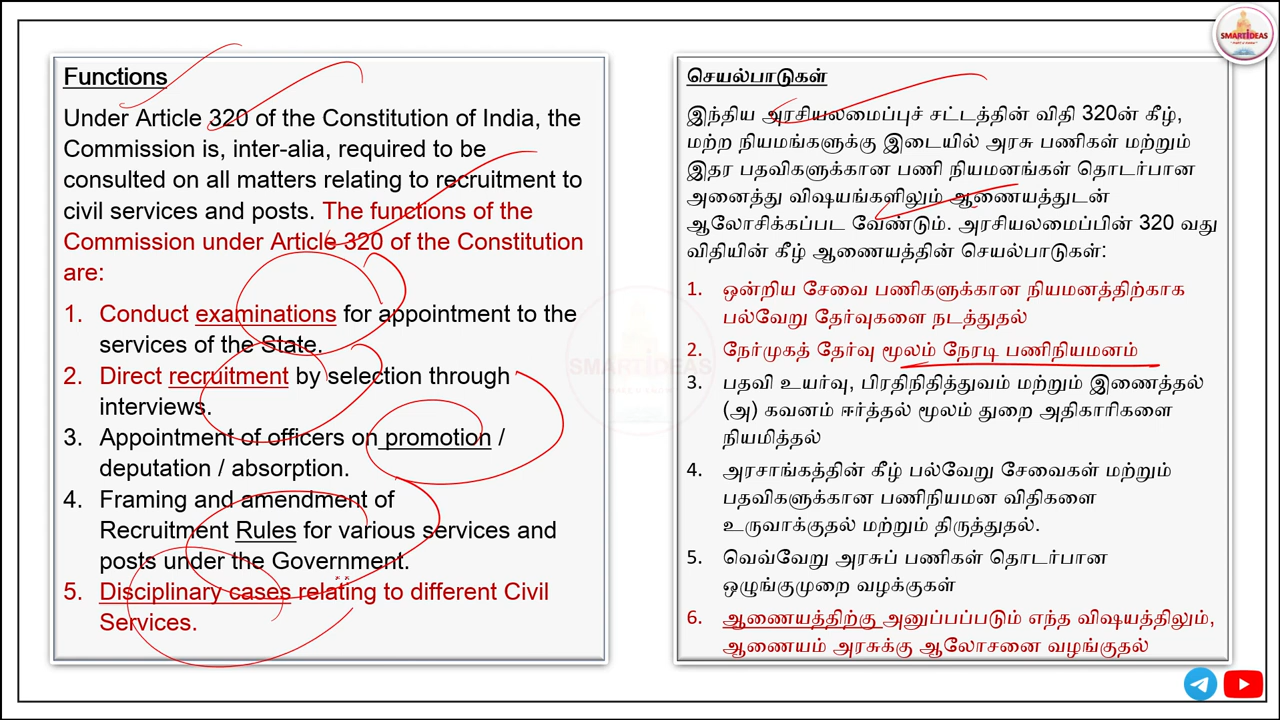 SMARTIDEAS
Functions
Under Article 320 of the Constitution of India, the
Commission is, inter-alia, required to be
consulted on all matters relating to recruitment to
civil services and posts. The functions of the
Commission under Article 320 of the Constitution
are:
1. Conduct examinations for appointment to the
services of the State.
2. Direct recruitment by selection through
interviews.
3. Appointment of officers on promotion /
deputation / absorption.
4. Framing and amendment of
Recruitment Rules for various services and
posts under the Government.
5. Disciplinary cases relating to different Civil
Services.
செயல்பாடுகள்
இந்திய அரசியலமைப்புச் சட்டத்தின் விதி 320ன் கீழ்,
மற்ற நியமங்களுக்கு இடையில் அரசு பணிகள் மற்றும்
இதர பதவிகளுக்கான பணி நியமனங்கள் தொடர்பான
அனைத்து விஷயங்களிலும் ஆணையத்துடன்
ஆலோசிக்கப்பட வேண்டும். அரசியலமைப்பின் 320 வது
விதியின் கீழ் ஆணையத்தின் செயல்பாடுகள்:
1. ஒன்றிய சேவை பணிகளுக்கான நியமனத்திற்காக
பல்வேறு தேர்வுகளை நடத்துதல்
2. நேர்முகத் தேர்வு மூலம் நேரடி பணிநியமனம்
3. பதவி உயர்வு, பிரதிநிதித்துவம் மற்றும் இணைத்தல்
(அ) கவனம் ஈர்த்தல் மூலம் துறை அதிகாரிகளை
நியமித்தல்
4. அரசாங்கத்தின் கீழ் பல்வேறு சேவைகள் மற்றும்
பதவிகளுக்கான பணிநியமன விதிகளை
உருவாக்குதல் மற்றும் திருத்துதல்.
5. வெவ்வேறு அரசுப் பணிகள் தொடர்பான
ஒழுங்குமுறை வழக்குகள்
6. ஆணையத்திற்கு அனுப்பப்படும் எந்த விஷயத்திலும்,
ஆணையம் அரசுக்கு ஆலோசனை வழங்குதல்
SMARTIDEAS